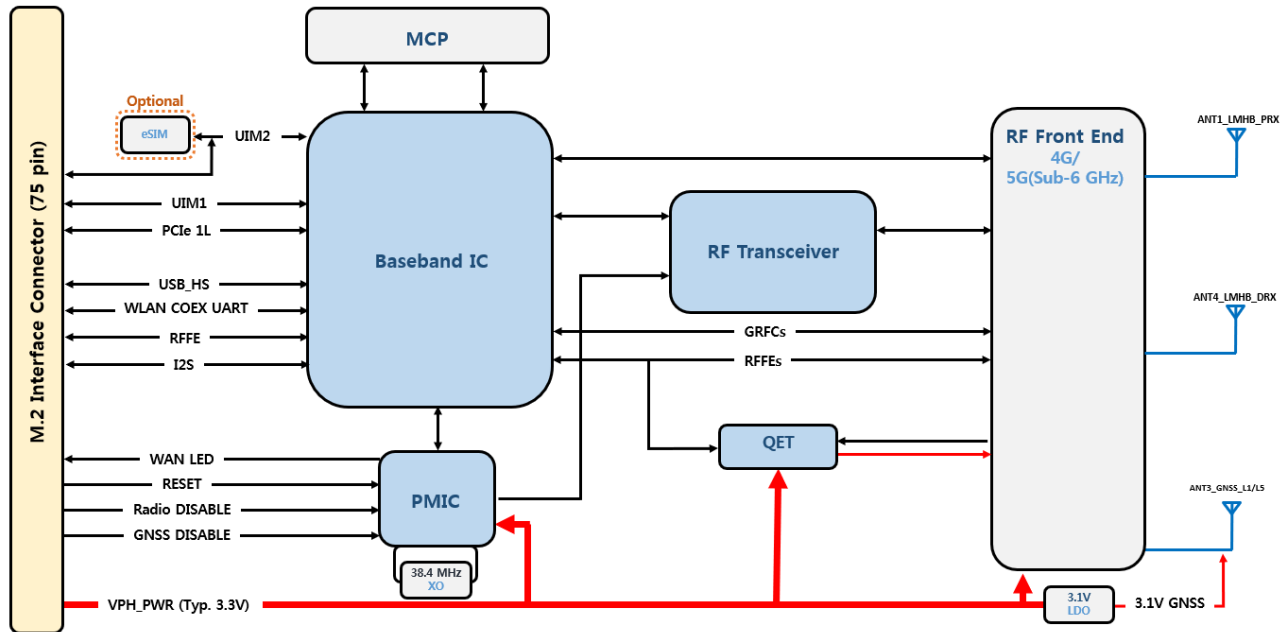 MCP
Optional
eSIM
UIM2
M.2 Interface Connector (75 pin)
UIM1
PCIe 1L
USB_HS
WLAN COEX UART
RFFE
I2S
Baseband IC
RF Transceiver
RF Front End
4G/
5G(Sub-6 GHz)
ANT1_LMHB_PRX
ANT4_LMHB_DRX
GRFCs
RFFEs
QET
WAN LED
RESET
Radio DISABLE
GNSS DISABLE
PMIC
38.4 MHz
XO
ANT3_GNSS_L1/L5
VPH_PWR (Typ. 3.3V)
3.1V
LDO
3.1V GNSS